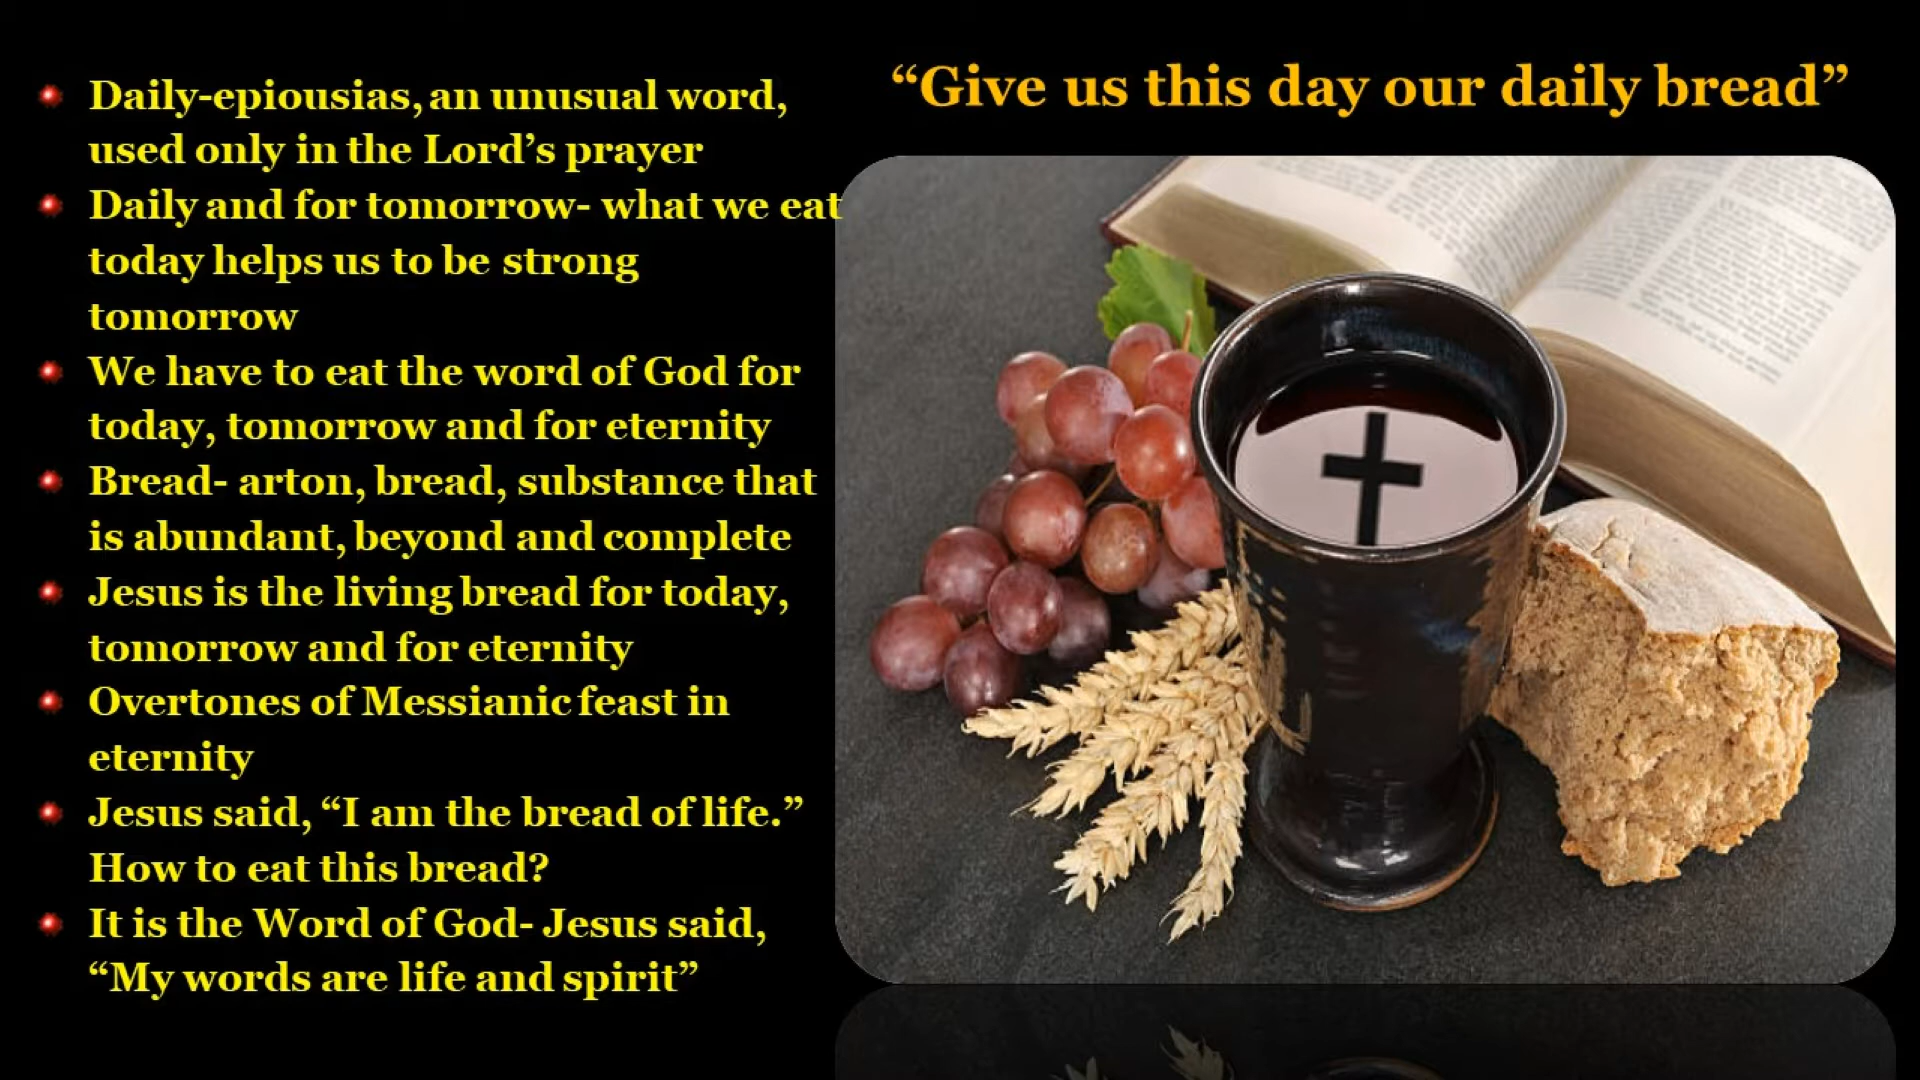 “Give us this day our daily bread”
Daily-epiousias, an unusual word,
used only in the Lord’s prayer
Daily and for tomorrow- what we eat
today helps us to be strong
tomorrow
We have to eat the word of God for
today, tomorrow and for eternity
Bread- arton, bread, substance that
is abundant, beyond and complete
Jesus is the living bread for today,
tomorrow and for eternity
Overtones of Messianic feast in
eternity
Jesus said, “I am the bread of life.”
How to eat this bread?
It is the Word of God- Jesus said,
“My words are life and spirit”